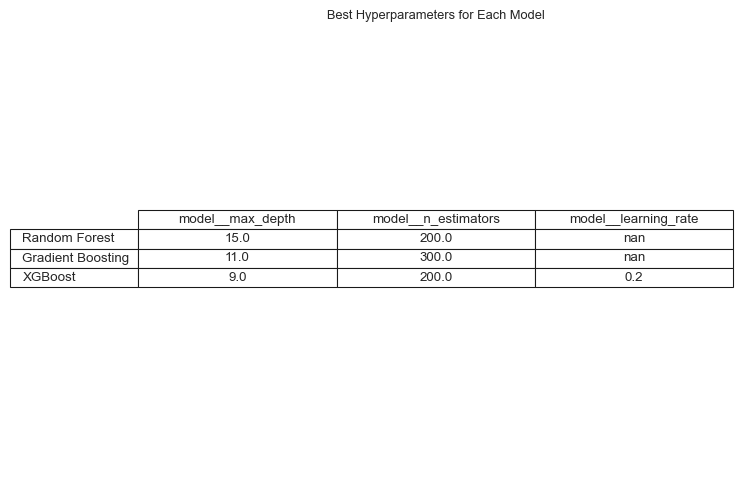 Best Hyperparameters for Each Model
model__max_depth model__n_estimators model__learning_rate
Random Forest 15.0 200.0 nan
Gradient Boosting 11.0 300.0 nan
XGBoost 9.0 200.0 0.2